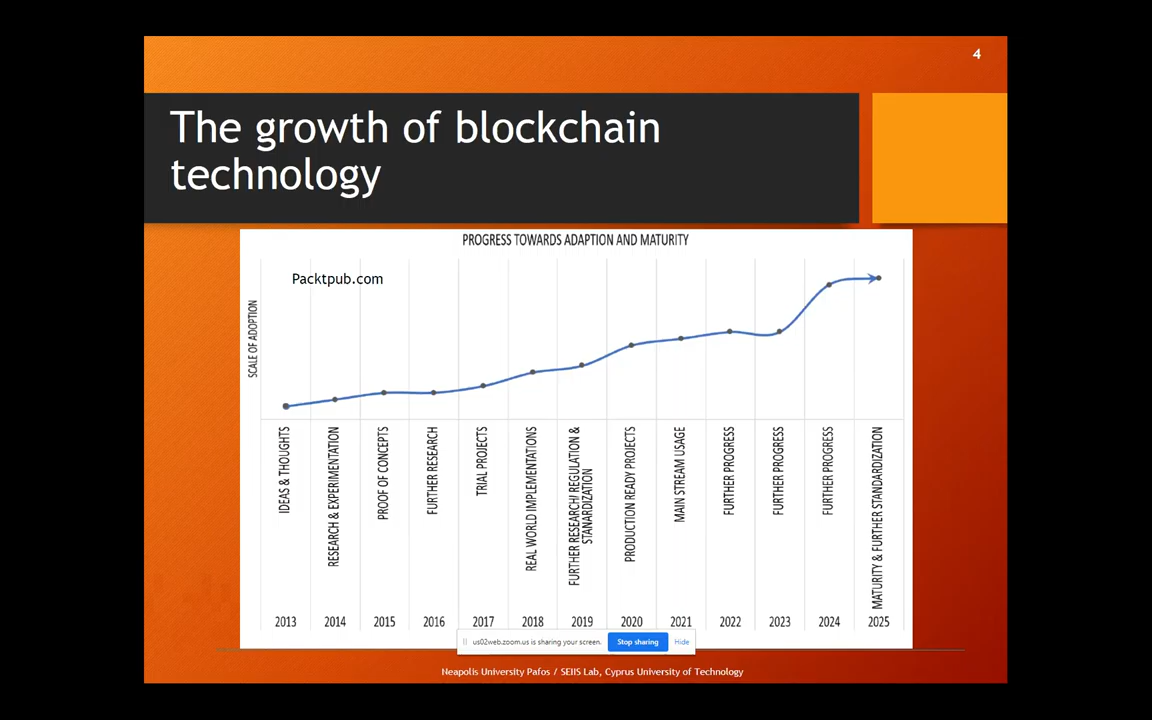 4
The growth of blockchain
technology
PROGRESS TOWARDS ADAPTION AND MATURITY
Packtpub.com
SCALE OF ADOPTION
IDEAS & THOUGHTS
RESEARCH & EXPERIMENTATION
PROOF OF CONCEPTS
FURTHER RESEARCH
TRIAL PROJECTS
REAL WORLD IMPLEMENTATIONS
FURTHER RESEARCH/ REGULATION &
STANARDIZATION
PRODUCTION READY PROJECTS
MAIN STREAM USAGE
FURTHER PROGRESS
FURTHER PROGRESS
FURTHER PROGRESS
MATURITY & FURTHER STANDARDIZATION
2013 2014 2015 2016 2017 2018 2019 2020 2021 2022 2023 2024 2025
us02web.zoom.us is sharing your screen. Stop sharing Hide
Neapolis University Pafos / SEIIS Lab, Cyprus University of Technology